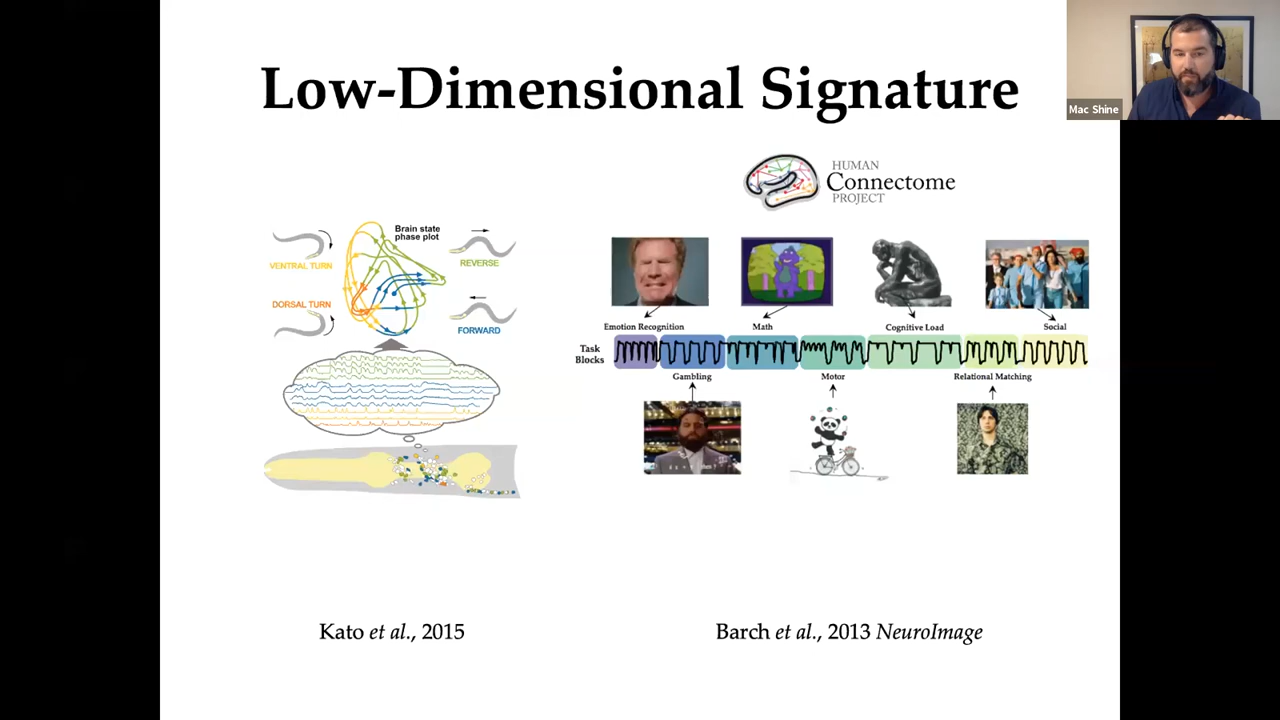 Low-Dimensional Signature
Mac Shine
HUMAN
Connectome
PROJECT
Brain state
phase plot
VENTRAL TURN
REVERSE
DORSAL TURN
FORWARD
Emotion Recognition
Math
Cognitive Load
Social
Task
Blocks
Gambling
Motor
Relational Matching
Kato et al., 2015
Barch et al., 2013 NeuroImage